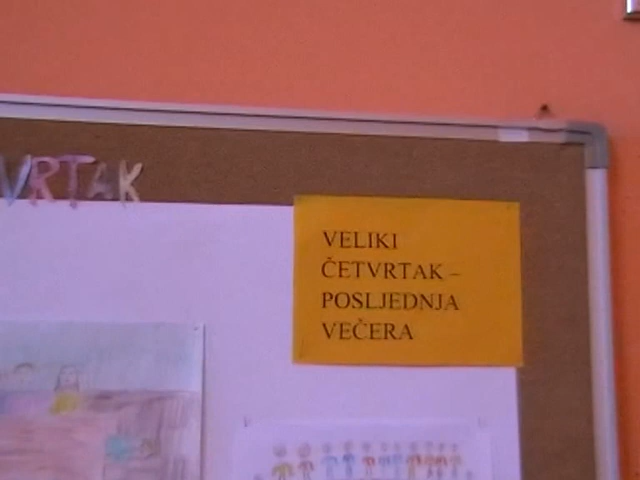 VRTAK
VELIKI
ČETVRTAK –
POSLJEDNJA
VEČERA